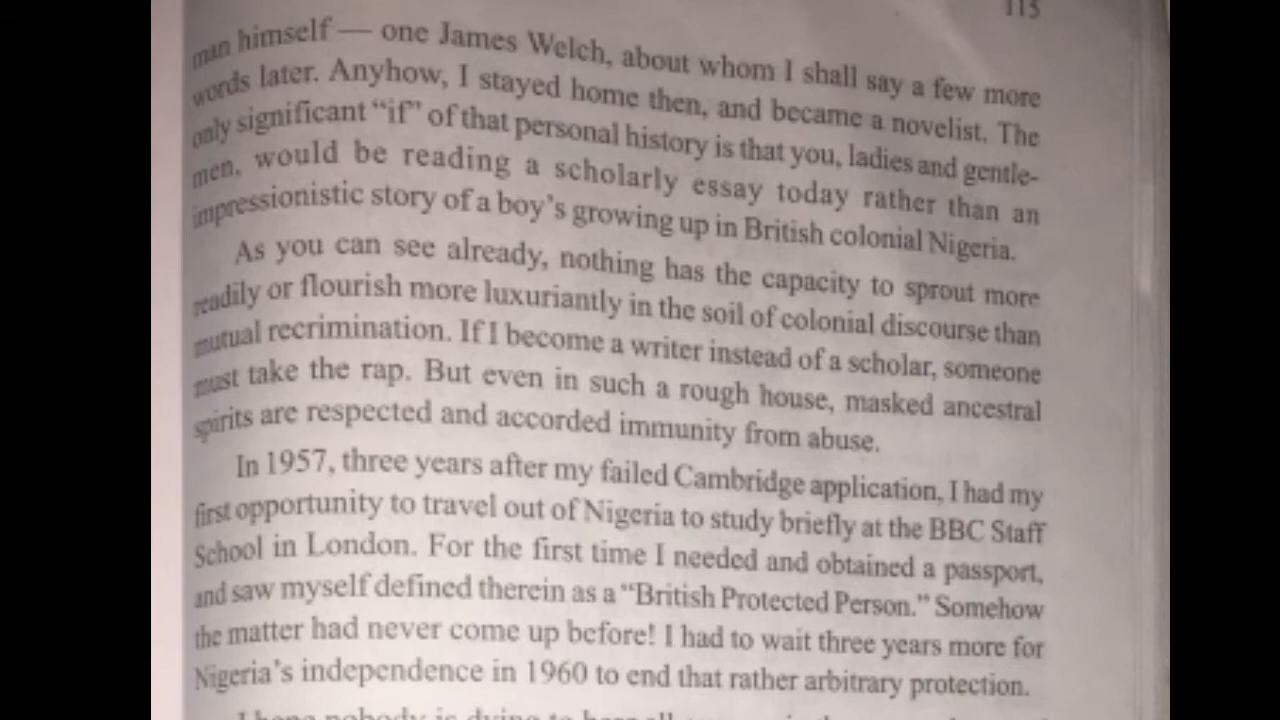 115
man himself — one James Welch, about whom I shall say a few more
words later. Anyhow, I stayed home then, and became a novelist. The
only significant “if” of that personal history is that you, ladies and gentle-
men, would be reading a scholarly essay today rather than an
impressionistic story of a boy’s growing up in British colonial Nigeria.
As you can see already, nothing has the capacity to sprout more
readily or flourish more luxuriantly in the soil of colonial discourse than
mutual recrimination. If I become a writer instead of a scholar, someone
must take the rap. But even in such a rough house, masked ancestral
spirits are respected and accorded immunity from abuse.
In 1957, three years after my failed Cambridge application, I had my
first opportunity to travel out of Nigeria to study briefly at the BBC Staff
School in London. For the first time I needed and obtained a passport,
and saw myself defined therein as a “British Protected Person.” Somehow
the matter had never come up before! I had to wait three years more for
Nigeria’s independence in 1960 to end that rather arbitrary protection.
I hope nobody is dying to hear all